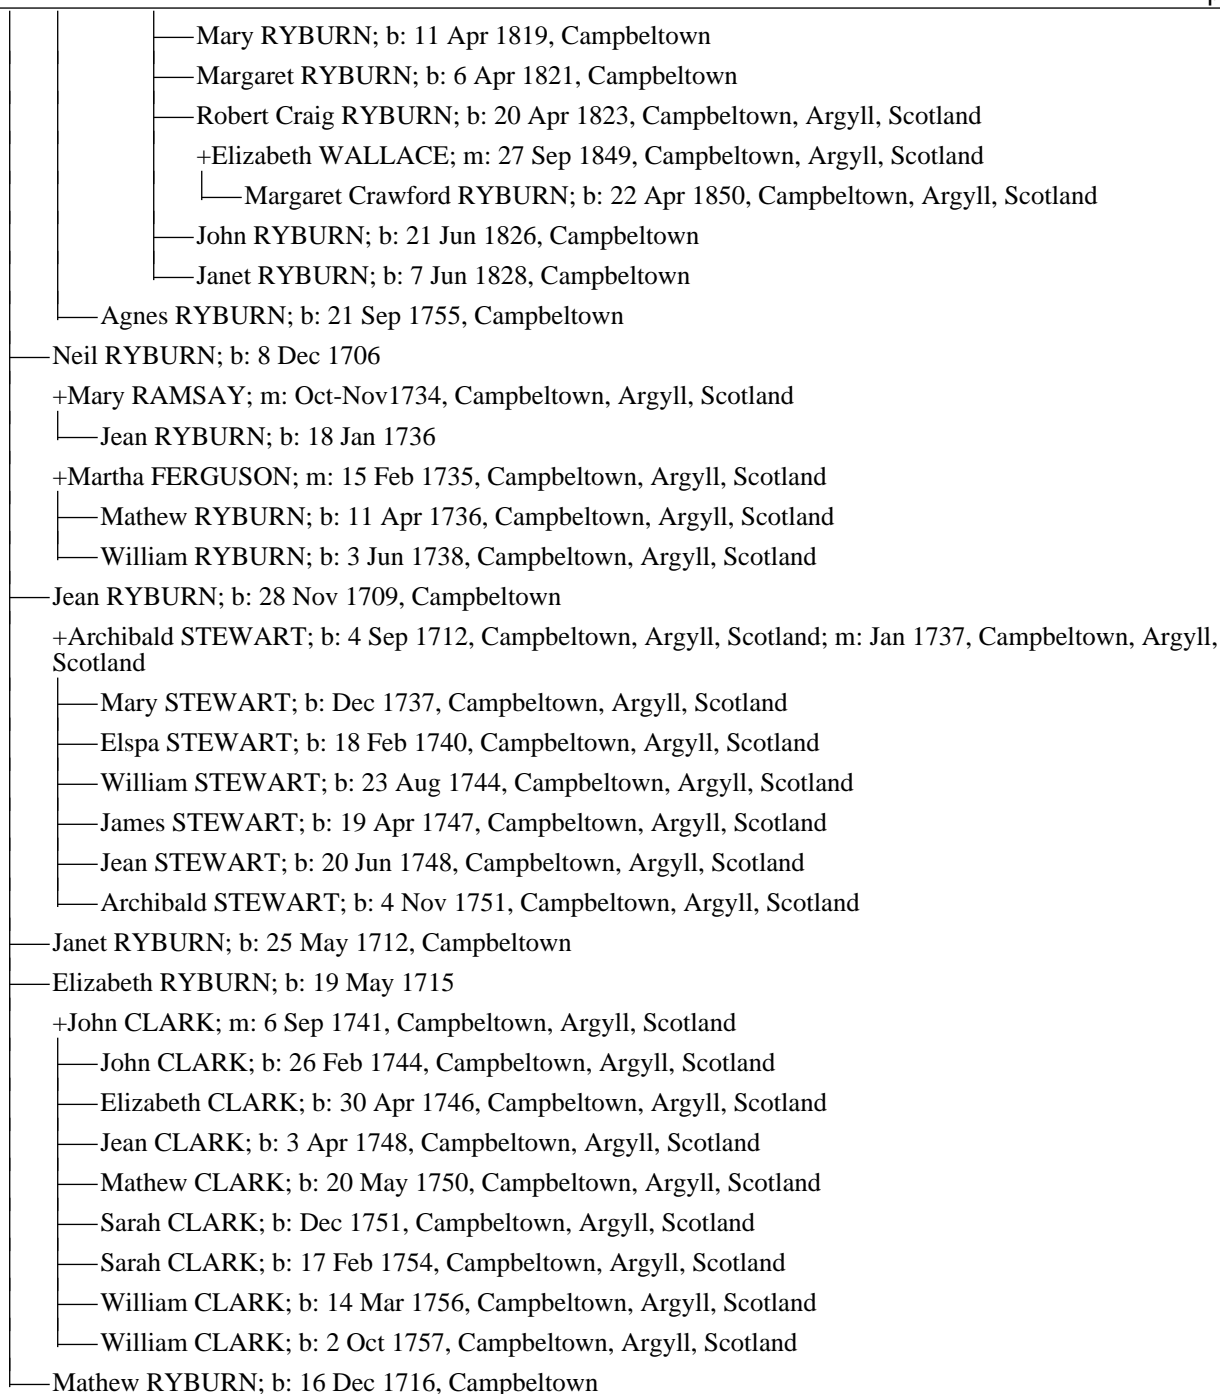 Mary RYBURN; b: 11 Apr 1819, Campbeltown
Margaret RYBURN; b: 6 Apr 1821, Campbeltown
Robert Craig RYBURN; b: 20 Apr 1823, Campbeltown, Argyll, Scotland
+Elizabeth WALLACE; m: 27 Sep 1849, Campbeltown, Argyll, Scotland
Margaret Crawford RYBURN; b: 22 Apr 1850, Campbeltown, Argyll, Scotland
John RYBURN; b: 21 Jun 1826, Campbeltown
Janet RYBURN; b: 7 Jun 1828, Campbeltown
Agnes RYBURN; b: 21 Sep 1755, Campbeltown
Neil RYBURN; b: 8 Dec 1706
+Mary RAMSAY; m: Oct-Nov1734, Campbeltown, Argyll, Scotland
Jean RYBURN; b: 18 Jan 1736
+Martha FERGUSON; m: 15 Feb 1735, Campbeltown, Argyll, Scotland
Mathew RYBURN; b: 11 Apr 1736, Campbeltown, Argyll, Scotland
William RYBURN; b: 3 Jun 1738, Campbeltown, Argyll, Scotland
Jean RYBURN; b: 28 Nov 1709, Campbeltown
+Archibald STEWART; b: 4 Sep 1712, Campbeltown, Argyll, Scotland; m: Jan 1737, Campbeltown, Argyll,
Scotland
Mary STEWART; b: Dec 1737, Campbeltown, Argyll, Scotland
Elspa STEWART; b: 18 Feb 1740, Campbeltown, Argyll, Scotland
William STEWART; b: 23 Aug 1744, Campbeltown, Argyll, Scotland
James STEWART; b: 19 Apr 1747, Campbeltown, Argyll, Scotland
Jean STEWART; b: 20 Jun 1748, Campbeltown, Argyll, Scotland
Archibald STEWART; b: 4 Nov 1751, Campbeltown, Argyll, Scotland
Janet RYBURN; b: 25 May 1712, Campbeltown
Elizabeth RYBURN; b: 19 May 1715
+John CLARK; m: 6 Sep 1741, Campbeltown, Argyll, Scotland
John CLARK; b: 26 Feb 1744, Campbeltown, Argyll, Scotland
Elizabeth CLARK; b: 30 Apr 1746, Campbeltown, Argyll, Scotland
Jean CLARK; b: 3 Apr 1748, Campbeltown, Argyll, Scotland
Mathew CLARK; b: 20 May 1750, Campbeltown, Argyll, Scotland
Sarah CLARK; b: Dec 1751, Campbeltown, Argyll, Scotland
Sarah CLARK; b: 17 Feb 1754, Campbeltown, Argyll, Scotland
William CLARK; b: 14 Mar 1756, Campbeltown, Argyll, Scotland
William CLARK; b: 2 Oct 1757, Campbeltown, Argyll, Scotland
Mathew RYBURN; b: 16 Dec 1716, Campbeltown